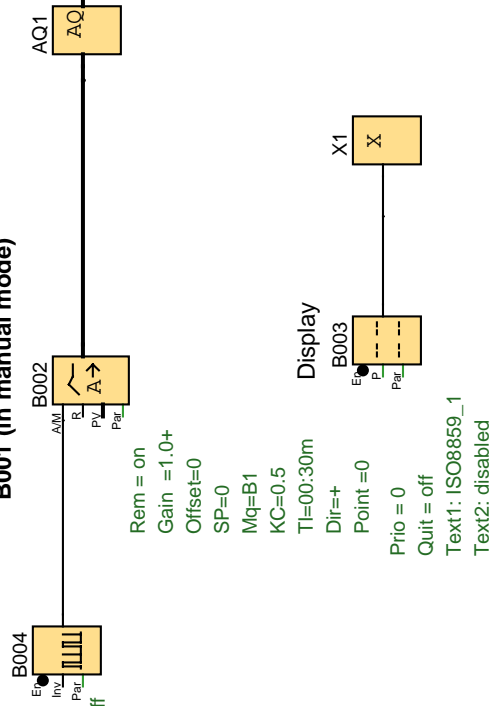 B001 (in manual mode)
AQ1
AQ
B002
A/M
R
PV
Par
A→
Rem = on
Gain =1.0+
Offset=0
SP=0
Mq=B1
KC=0.5
TI=00:30m
Dir=+
Point =0
B004
En
Inv
Par
ff
Display
B003
En
P
Par
X1
X
Prio = 0
Quit = off
Text1: ISO8859_1
Text2: disabled